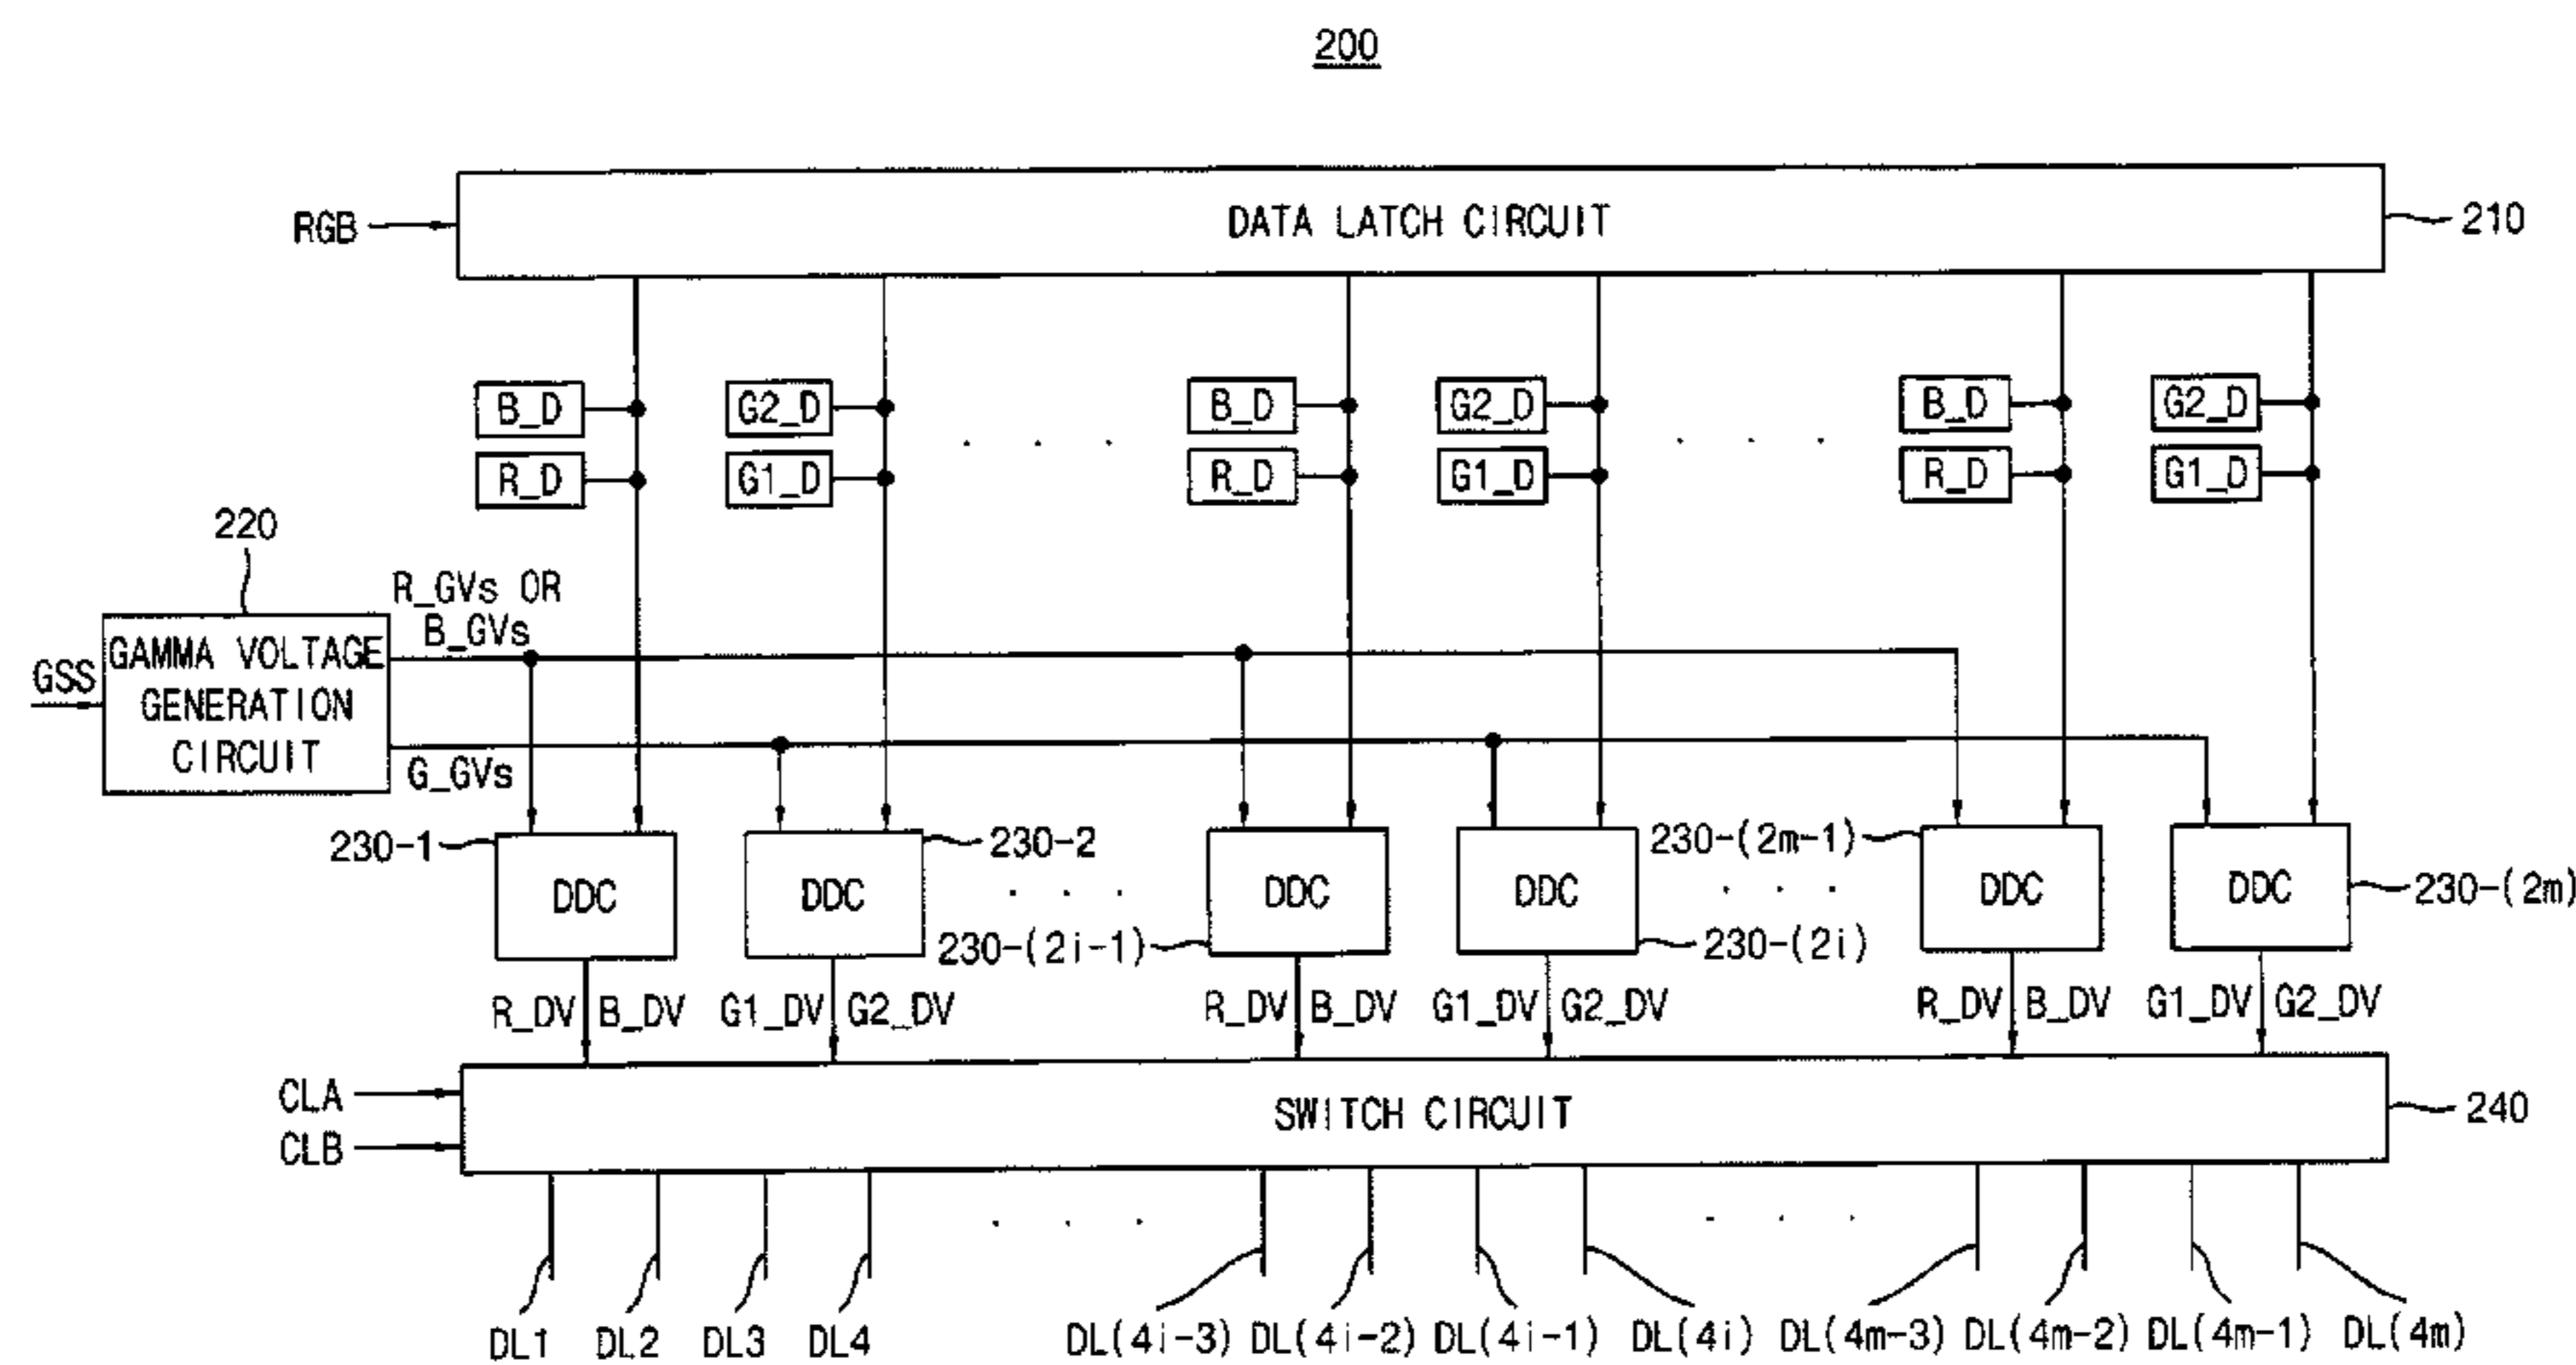 200
RGB
DATA LATCH CIRCUIT
210
B_D
G2_D
B_D
G2_D
B_D
G2_D
R_D
G1_D
R_D
G1_D
R_D
G1_D
220
R_GVs OR
B_GVs
GSS
GAMMA VOLTAGE
GENERATION
CIRCUIT
G_GVs
230-1
DDC
DDC
230-2
230-(2i-1)
DDC
DDC
230-(2i)
230-(2m-1)
DDC
DDC
230-(2m)
R_DV
B_DV
G1_DV
G2_DV
R_DV
B_DV
G1_DV
G2_DV
R_DV
B_DV
G1_DV
G2_DV
CLA
CLB
SWITCH CIRCUIT
240
DL1
DL2
DL3
DL4
DL(4i-3)
DL(4i-2)
DL(4i-1)
DL(4i)
DL(4m-3)
DL(4m-2)
DL(4m-1)
DL(4m)